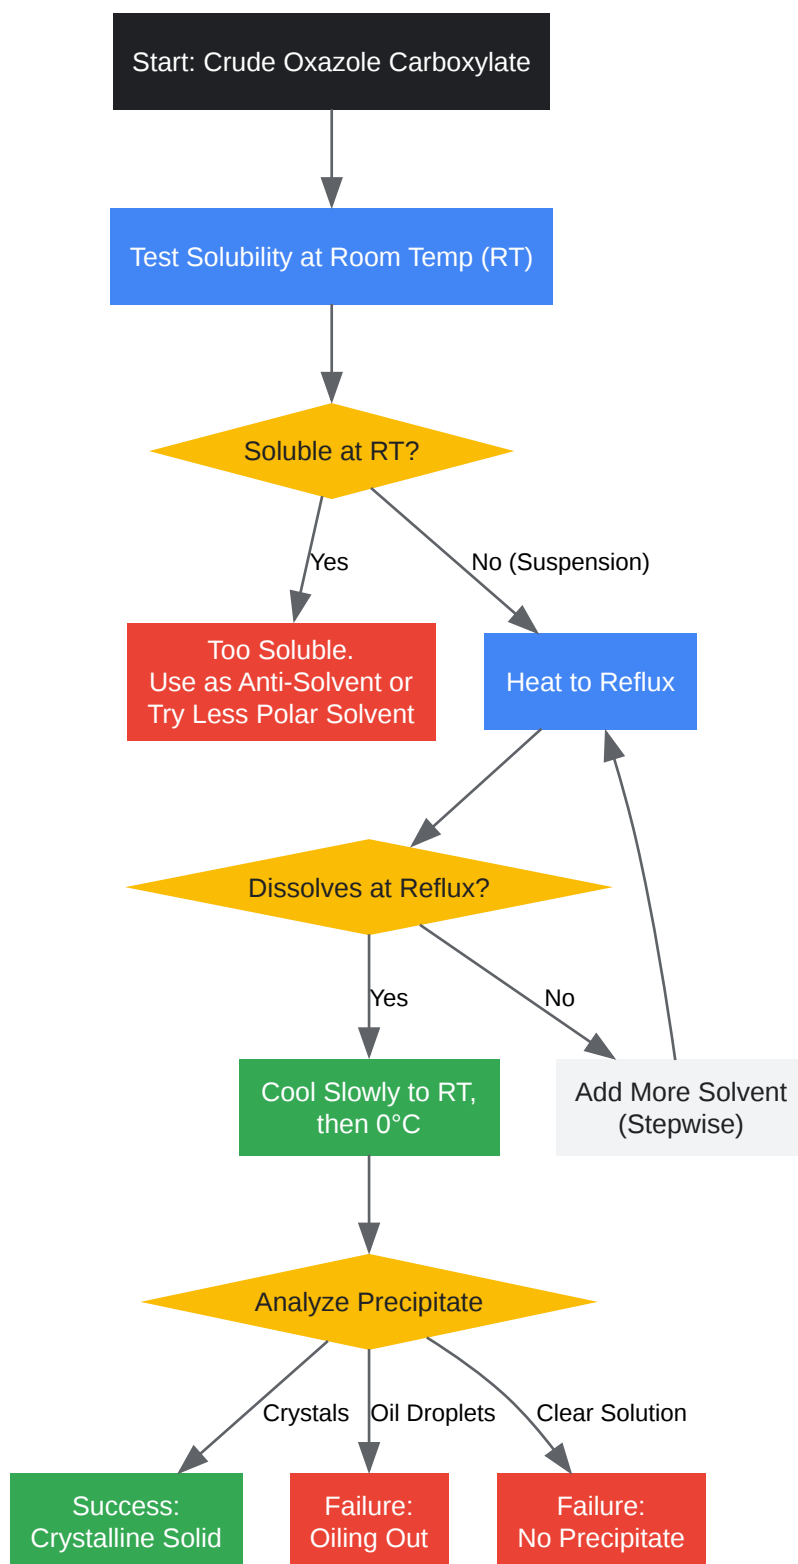 Start: Crude Oxazole Carboxylate
Test Solubility at Room Temp (RT)
Soluble at RT?
Yes
No (Suspension)
Too Soluble.
Use as Anti-Solvent or
Try Less Polar Solvent
Heat to Reflux
Dissolves at Reflux?
Yes
No
Cool Slowly to RT,
then 0°C
Add More Solvent
(Stepwise)
Analyze Precipitate
Crystals
Oil Droplets
Clear Solution
Success:
Crystalline Solid
Failure:
Oiling Out
Failure:
No Precipitate